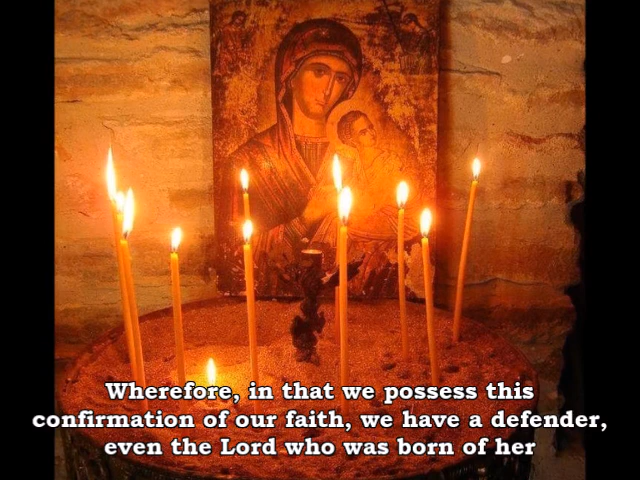 Wherefore, in that we possess this
confirmation of our faith, we have a defender,
even the Lord who was born of her